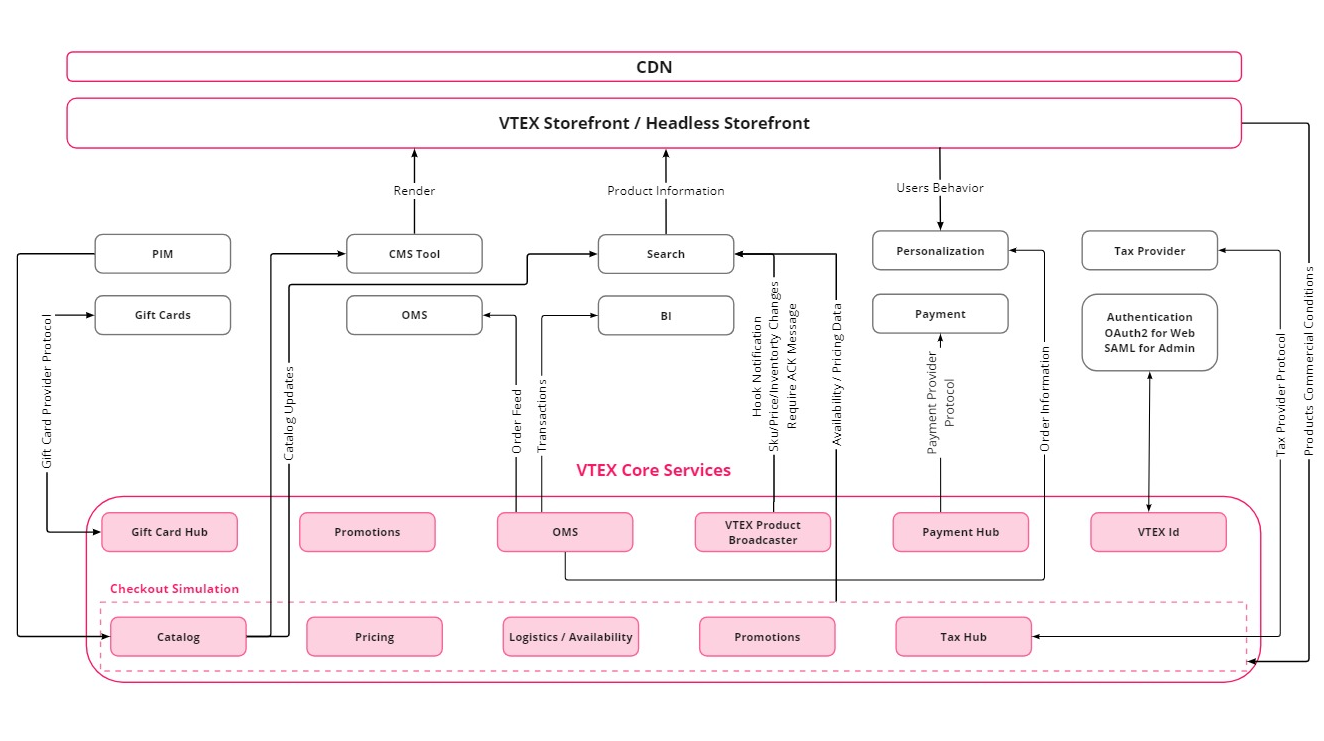 CDN
VTEX Storefront / Headless Storefront
Render
Product Information
Users Behavior
PIM
CMS Tool
Search
Personalization
Tax Provider
Gift Cards
OMS
BI
Payment
Authentication
OAuth2 for Web
SAML for Admin
Gift Card Provider Protocol
Catalog Updates
Order Feed
Transactions
Hook Notification
Sku/Price/Inventorty Changes
Require ACK Message
Availability / Pricing Data
Payment Provider
Protocol
Order Information
Tax Provider Protocol
Products Commercial Conditions
VTEX Core Services
Gift Card Hub
Promotions
OMS
VTEX Product
Broadcaster
Payment Hub
VTEX Id
Checkout Simulation
Catalog
Pricing
Logistics / Availability
Promotions
Tax Hub